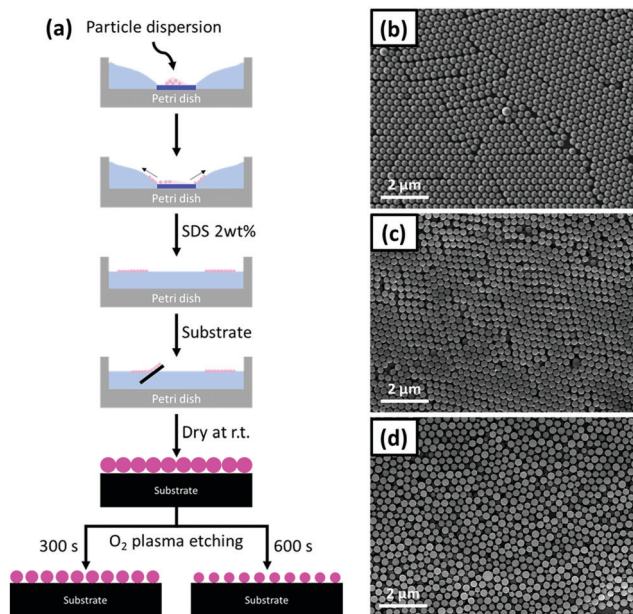 (a)
Particle dispersion
Petri dish
Petri dish
SDS 2wt%
Petri dish
Substrate
Petri dish
Dry at r.t.
Substrate
300 s
O₂ plasma etching
600 s
Substrate
Substrate
(b)
2 μm
(c)
2 μm
(d)
2 μm